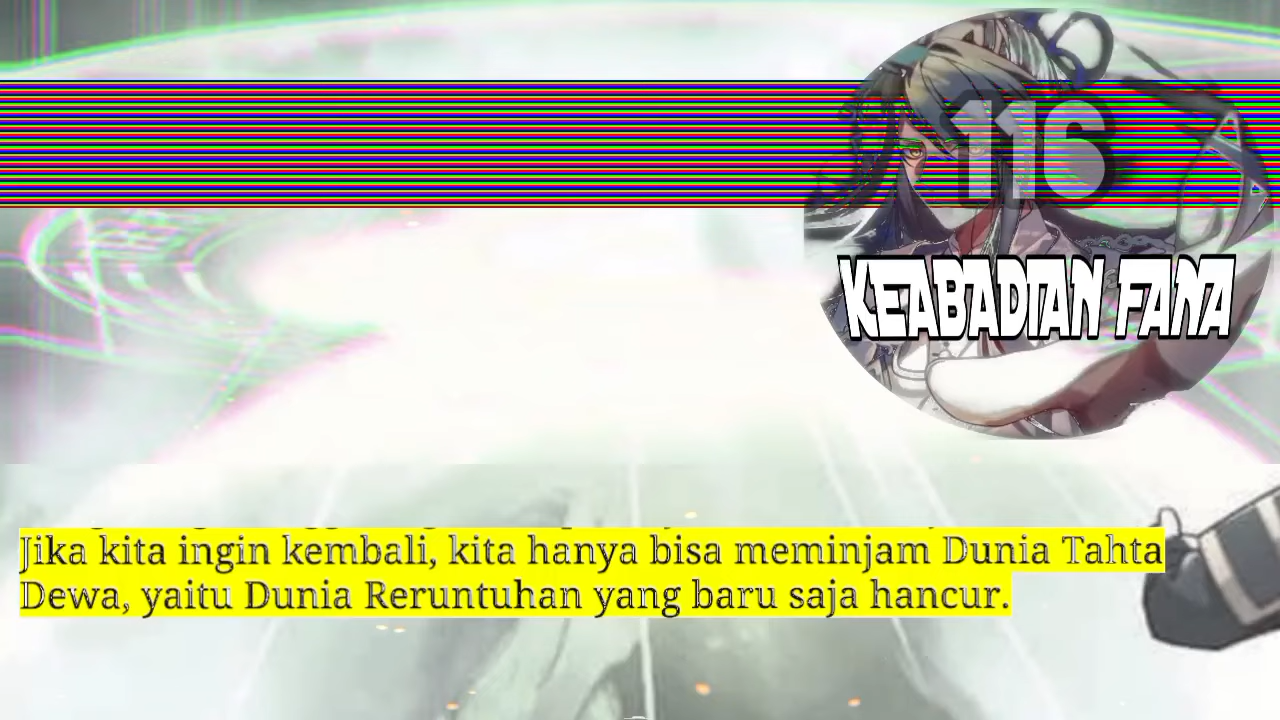 116
KEABADIAN FANA
Jika kita ingin kembali, kita hanya bisa meminjam Dunia Tahta
Dewa, yaitu Dunia Reruntuhan yang baru saja hancur.